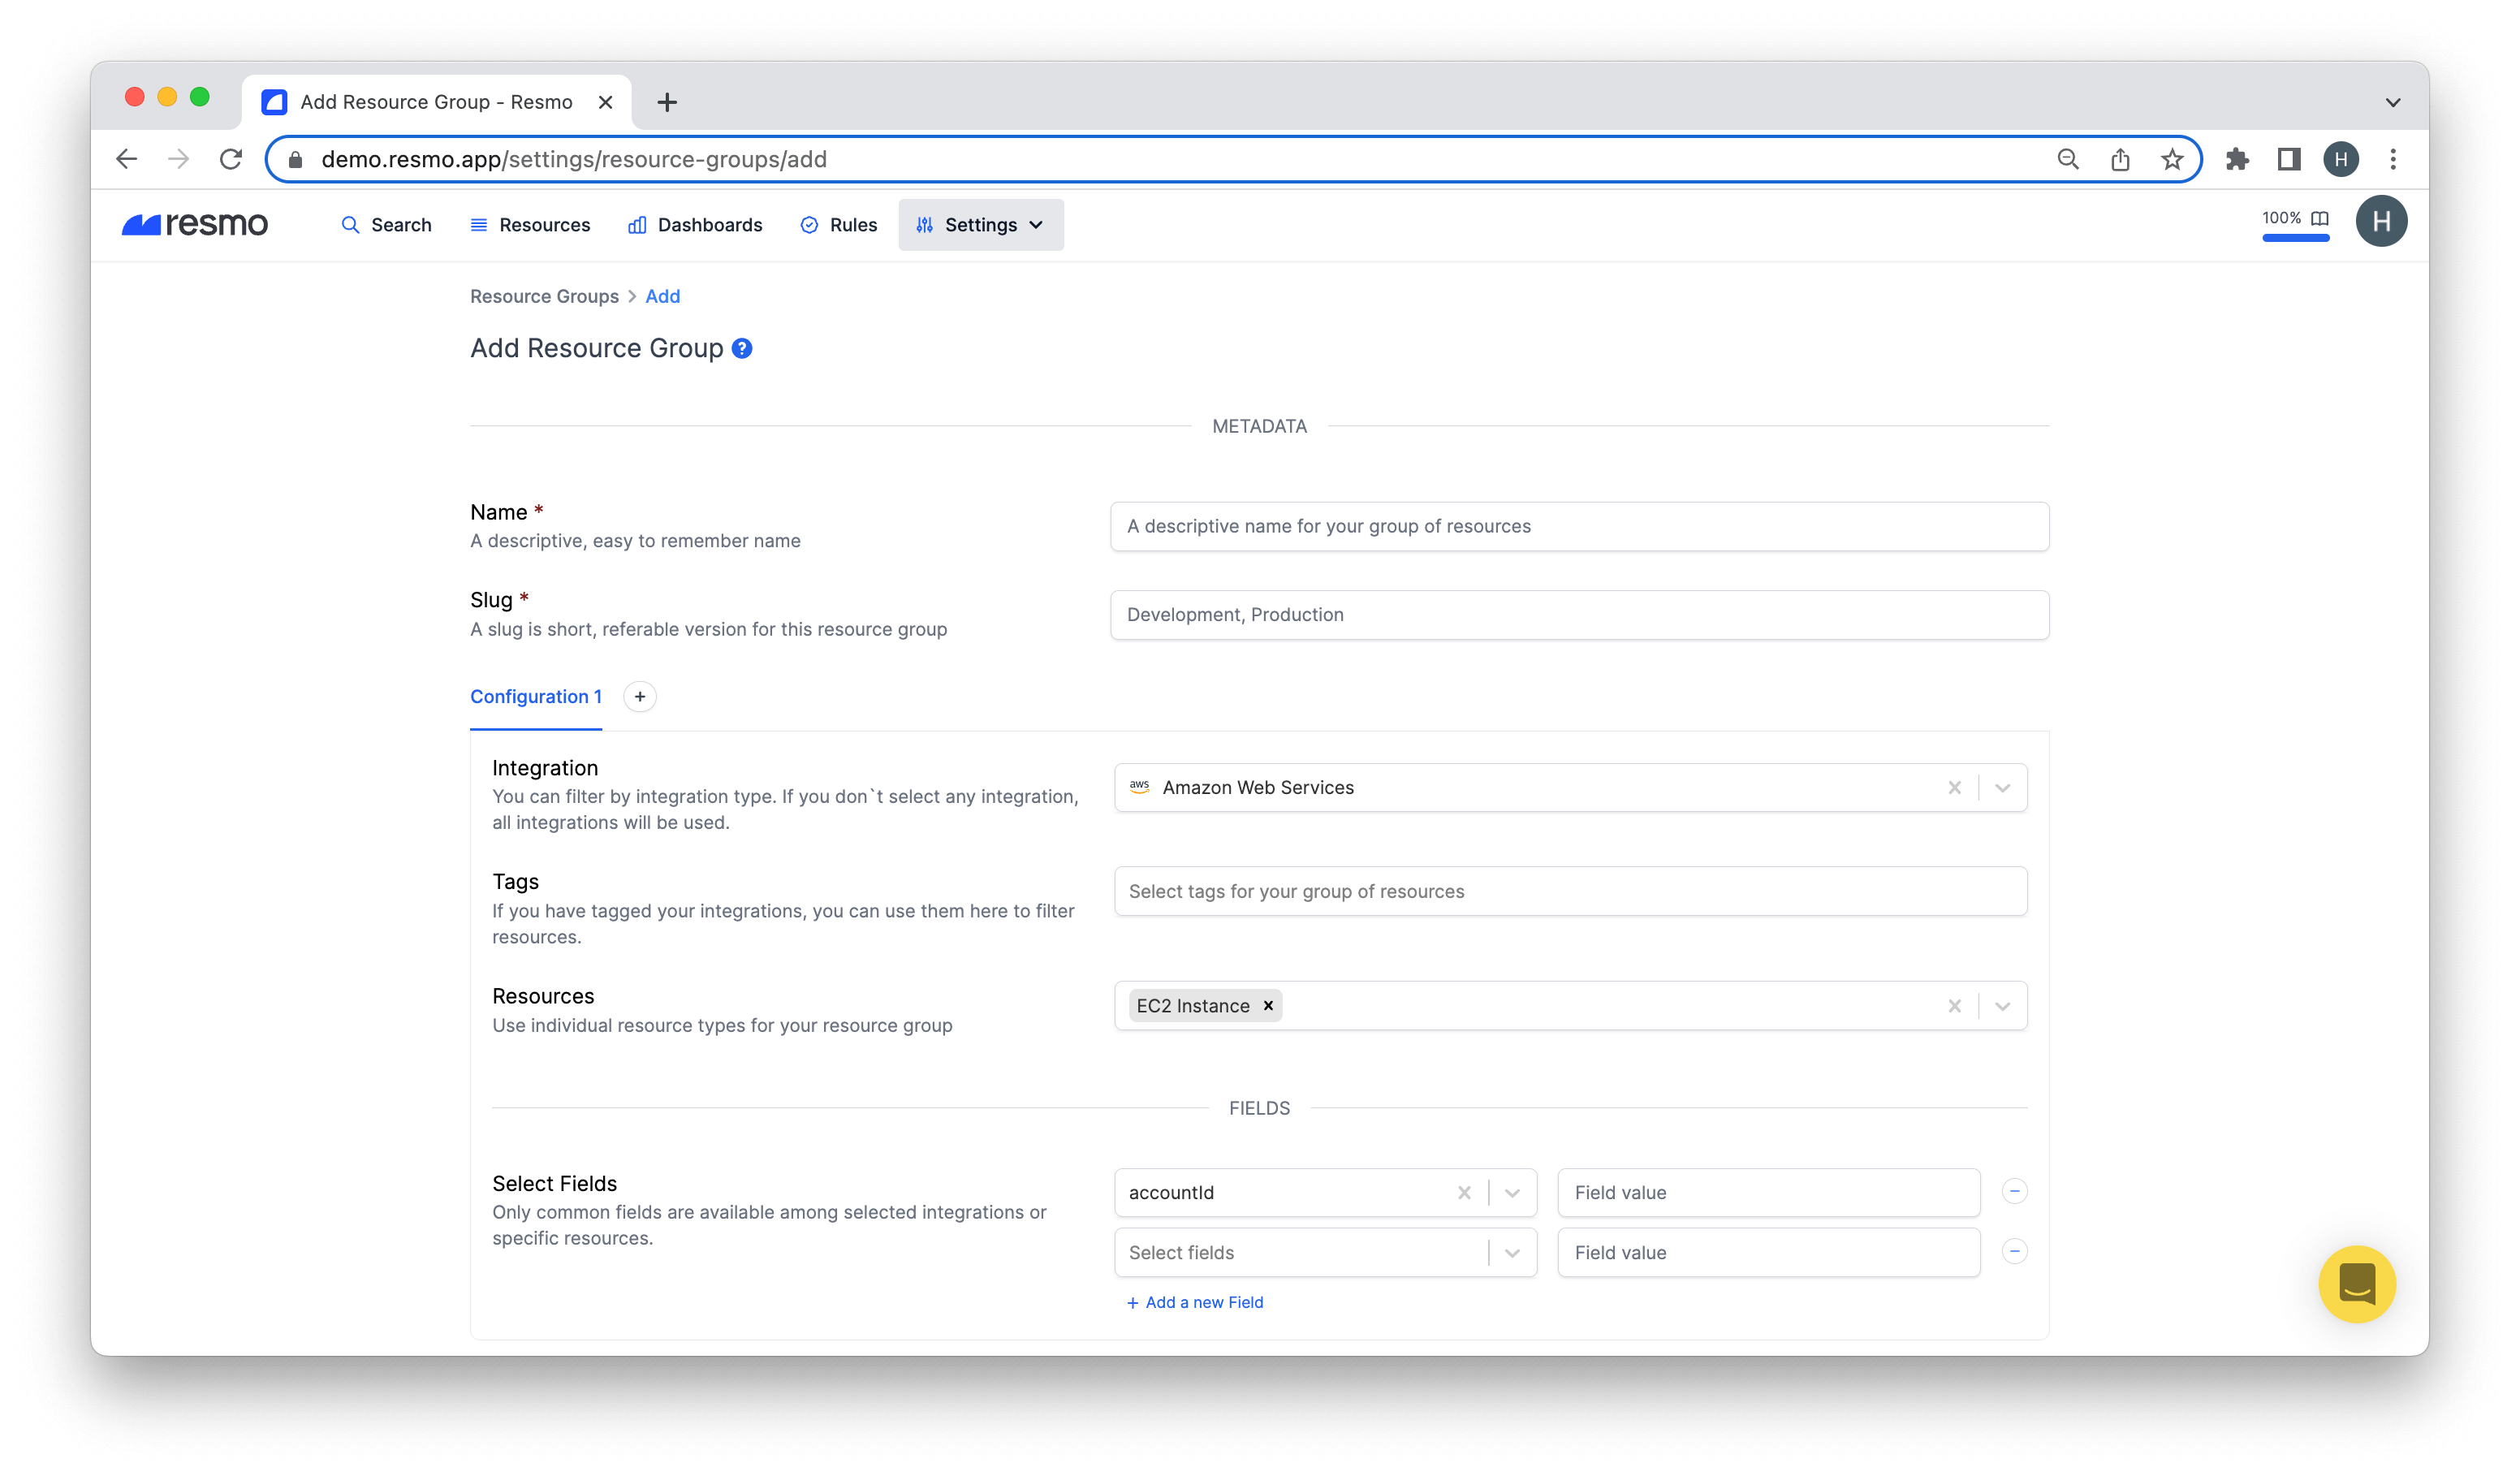 Add Resource Group - Resmo
demo.resmo.app/settings/resource-groups/add
H
resmo
Search
Resources
Dashboards
Rules
Settings
100%
H
Resource Groups > Add
Add Resource Group ?
METADATA
Name *
A descriptive, easy to remember name
A descriptive name for your group of resources
Slug *
A slug is short, referable version for this resource group
Development, Production
Configuration 1 +
Integration
You can filter by integration type. If you don`t select any integration,
all integrations will be used.
aws Amazon Web Services
Tags
If you have tagged your integrations, you can use them here to filter
resources.
Select tags for your group of resources
Resources
Use individual resource types for your resource group
EC2 Instance
FIELDS
Select Fields
Only common fields are available among selected integrations or
specific resources.
accountId
Field value
Select fields
Field value
+ Add a new Field